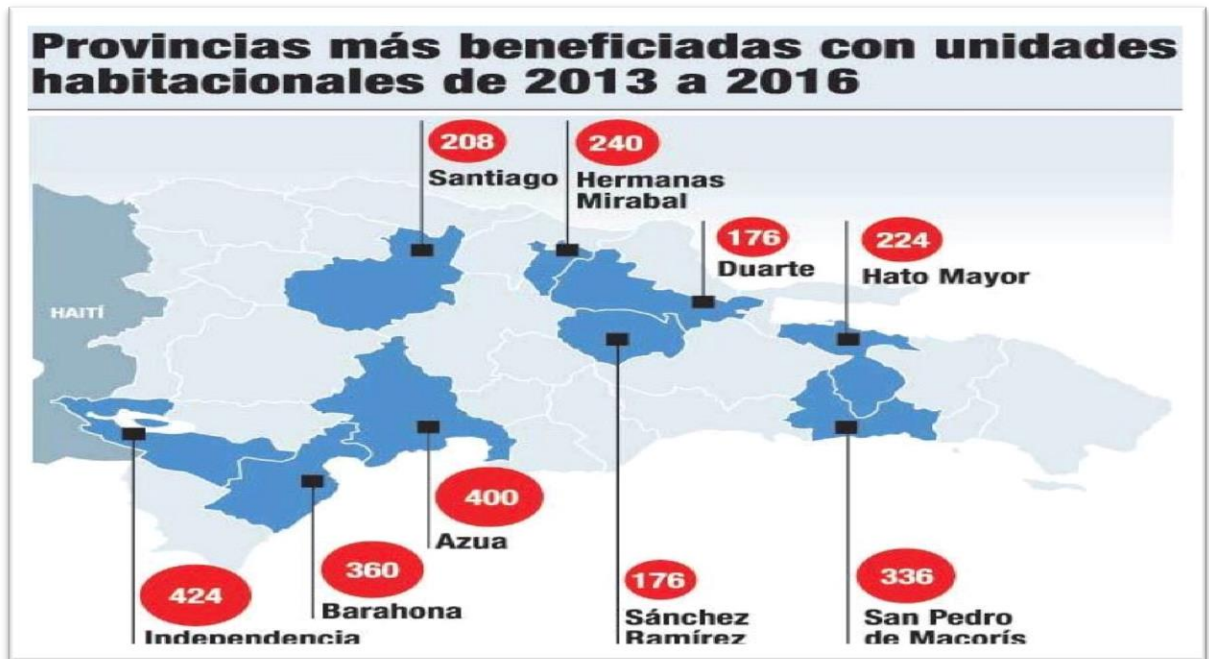 Provincias más beneficiadas con unidades
habitacionales de 2013 a 2016
208
Santiago
240
Hermanas
Mirabal
176
Duarte
224
Hato Mayor
HAITÍ
400
Azua
360
Barahona
424
Independencia
176
Sánchez
Ramírez
336
San Pedro
de Macorís